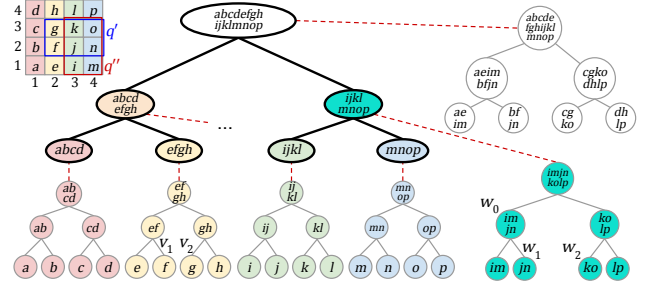 4 d h l p
3 c g k o q'
2 b f j n
1 a e i m q''
1 2 3 4
abcdefgh
ijklmnop
abcde
fghijkl
mnop
aeim
bfjn
cgko
dhlp
ae
im
bf
jn
cg
ko
dh
lp
abcd
efgh
...
ijkl
mnop
abcd
efgh
ijkl
mnop
ab
cd
ef
gh
ij
kl
mn
op
imjn
kolp
w0
ab
cd
ef
gh
ij
kl
mn
op
im
jn
ko
lp
v1
v2
w1
w2
a b c d e f g h i j k l m n o p
im jn ko lp